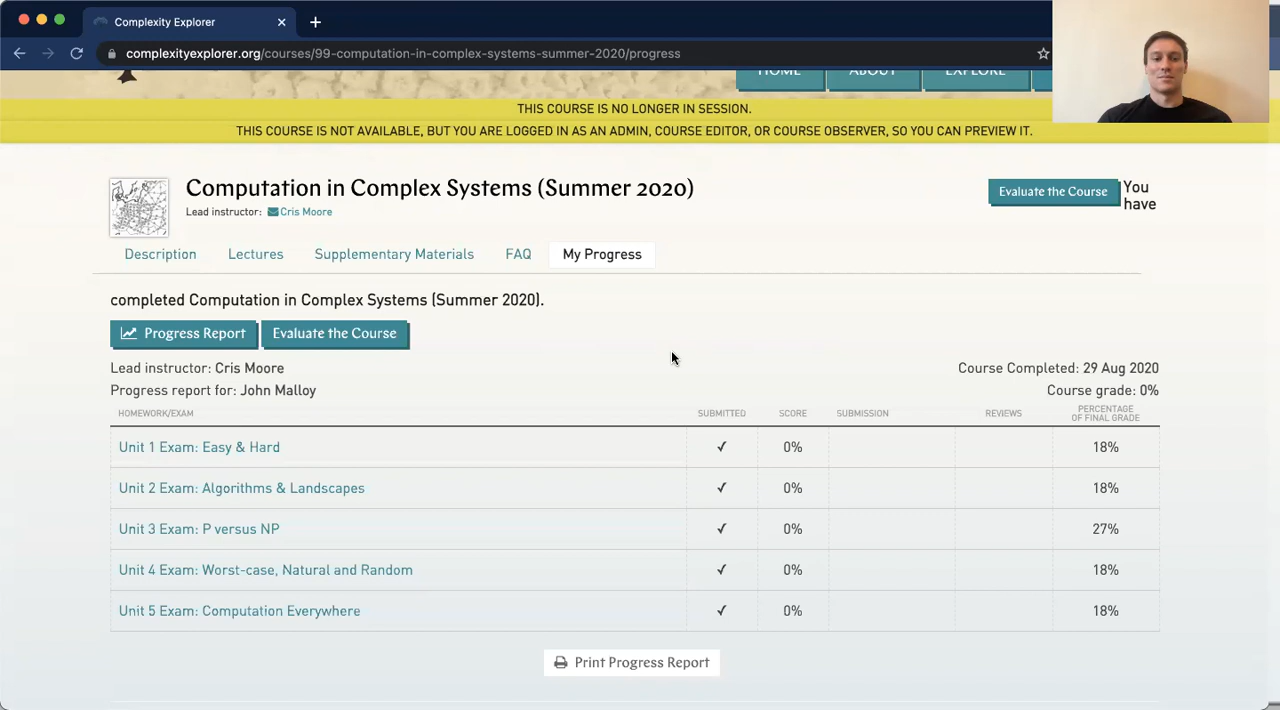 Complexity Explorer
complexityexplorer.org/courses/99-computation-in-complex-systems-summer-2020/progress
HOME ABOUT EXPLORE
THIS COURSE IS NO LONGER IN SESSION.
THIS COURSE IS NOT AVAILABLE, BUT YOU ARE LOGGED IN AS AN ADMIN, COURSE EDITOR, OR COURSE OBSERVER, SO YOU CAN PREVIEW IT.
Computation in Complex Systems (Summer 2020)
Lead instructor: Cris Moore
Evaluate the Course
You
have
Description Lectures Supplementary Materials FAQ My Progress
completed Computation in Complex Systems (Summer 2020).
Progress Report Evaluate the Course
Lead instructor: Cris Moore Course Completed: 29 Aug 2020
Progress report for: John Malloy Course grade: 0%
HOMEWORK/EXAM SUBMITTED SCORE SUBMISSION REVIEWS PERCENTAGE
OF FINAL GRADE
Unit 1 Exam: Easy & Hard ✓ 0% 18%
Unit 2 Exam: Algorithms & Landscapes ✓ 0% 18%
Unit 3 Exam: P versus NP ✓ 0% 27%
Unit 4 Exam: Worst-case, Natural and Random ✓ 0% 18%
Unit 5 Exam: Computation Everywhere ✓ 0% 18%
Print Progress Report